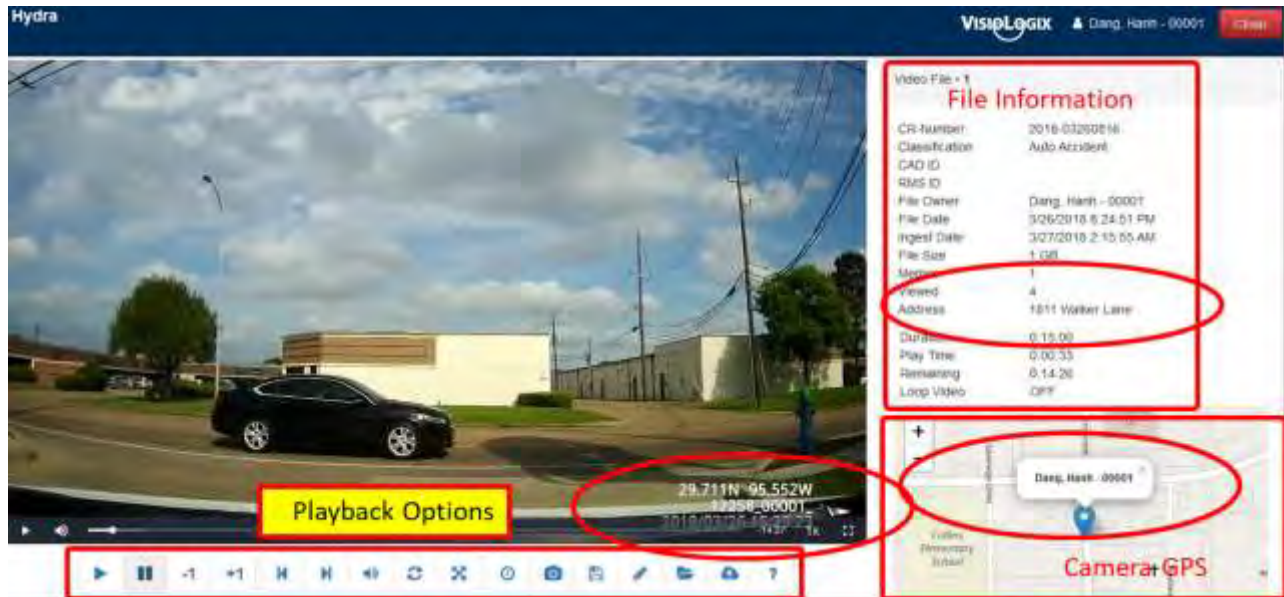 Hydra
VISIOLOGIX Dang, Hanh - 00001
Video File - 1
File Information
CR-Number 2018-03260816
Classification Auto Accident
CAD ID
RMS ID
File Owner Dang, Hanh - 00001
File Date 3/26/2018 6:24:51 PM
Ingest Date 3/27/2018 2:15:55 AM
File Size 1 GB
1
Viewed 4
Address 1811 Walker Lane
Duration 0:15:00
Play Time 0:00:33
Remaining 0:14:26
Loop Video OFF
29.711N 95.552W
12258_00001
1x
Playback Options
-1 +1 ?
+
-
Dang, Hanh - 00001
Elementary
School
Camera GPS